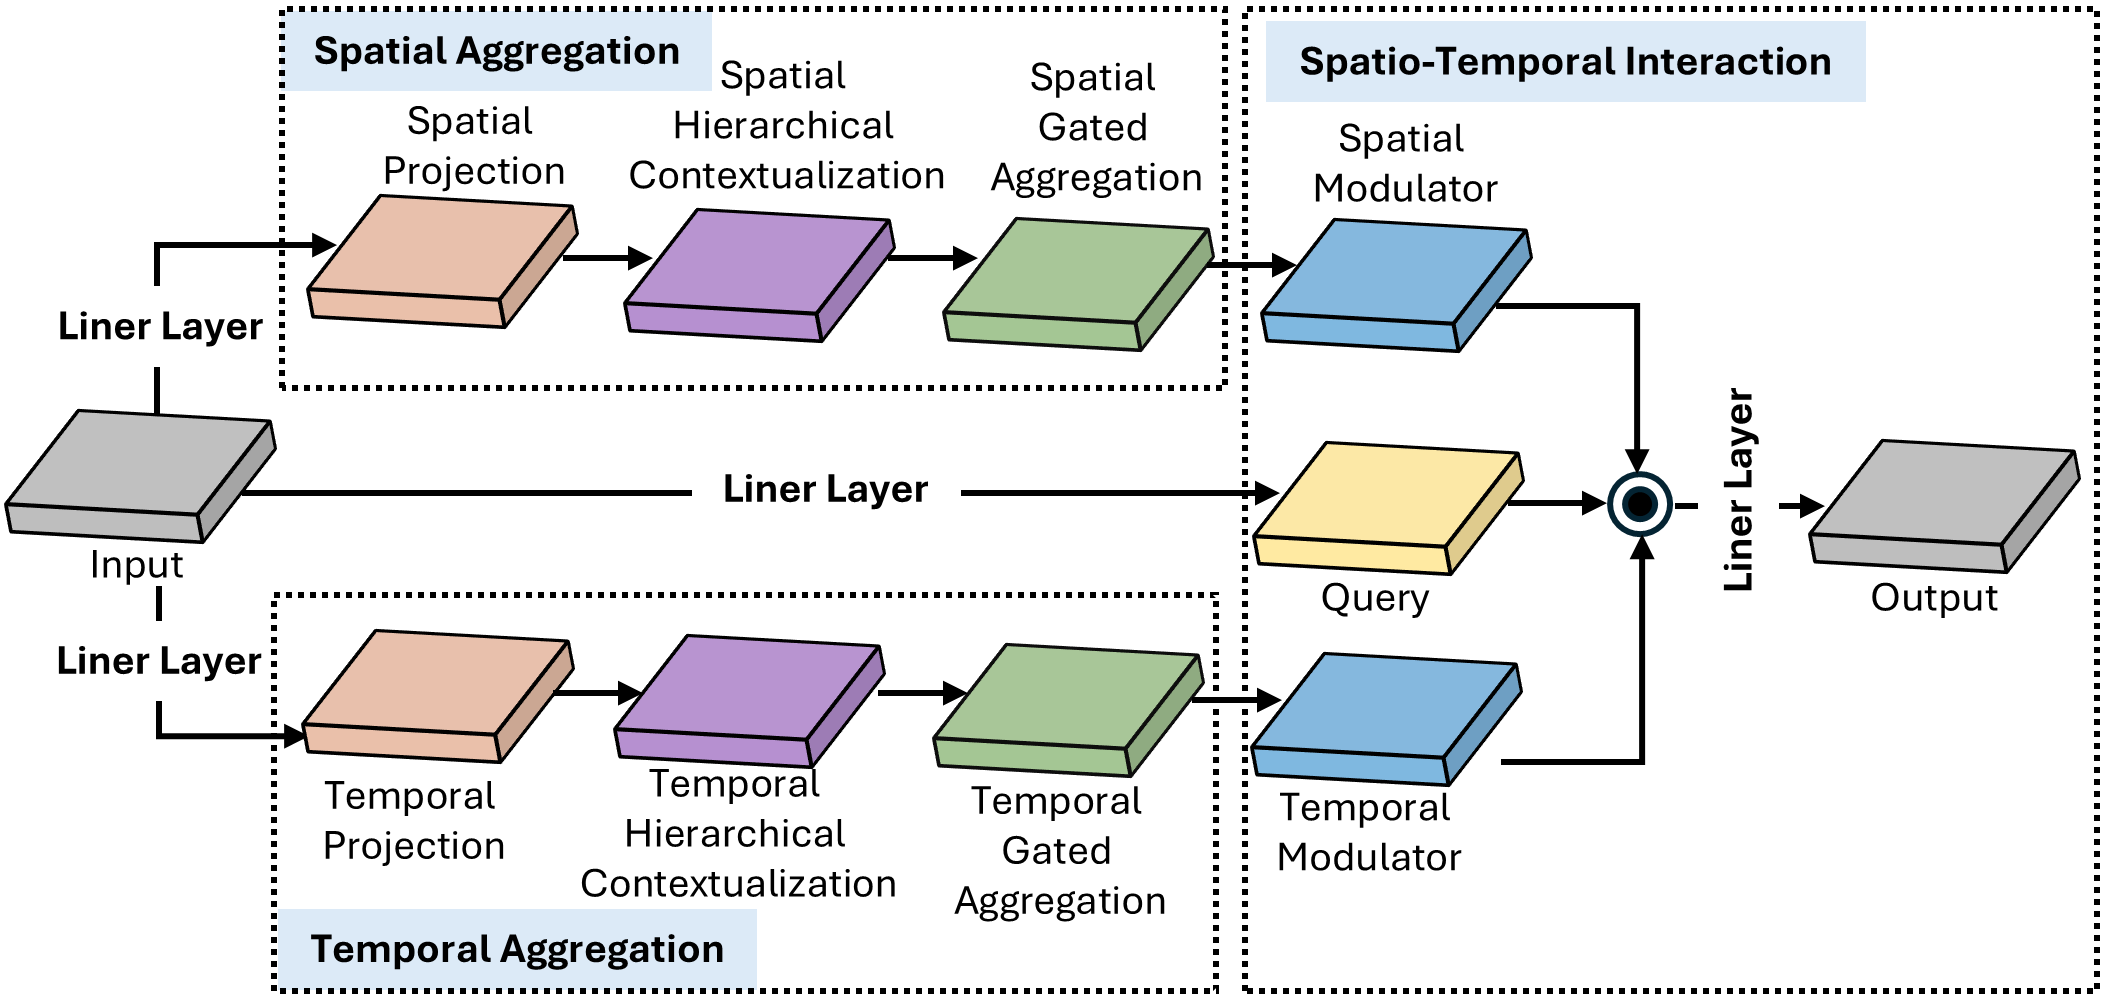 Spatial Aggregation
Spatial
Projection
Spatial
Hierarchical
Contextualization
Spatial
Gated
Aggregation
Spatio-Temporal Interaction
Spatial
Modulator
Liner Layer
Input
Liner Layer
Query
Liner Layer
Output
Liner Layer
Temporal
Projection
Temporal
Hierarchical
Contextualization
Temporal
Gated
Aggregation
Temporal
Modulator
Temporal Aggregation